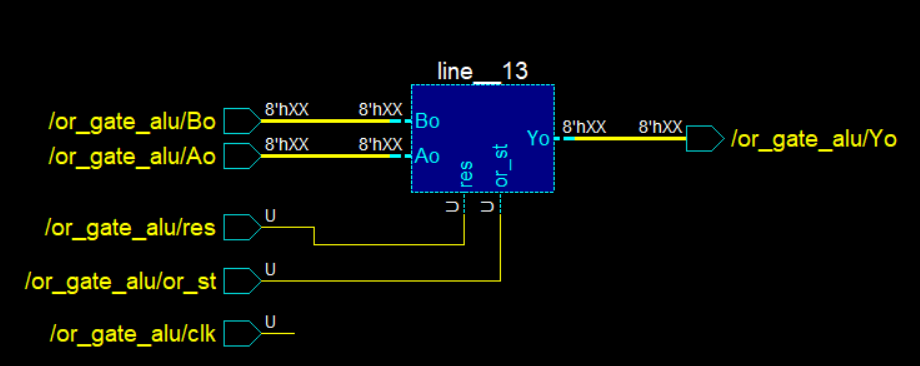 line__13
/or_gate_alu/Bo 8'hXX 8'hXX Bo
/or_gate_alu/Ao 8'hXX 8'hXX Ao
Yo 8'hXX 8'hXX /or_gate_alu/Yo
res or_st
U U
/or_gate_alu/res U
/or_gate_alu/or_st U
/or_gate_alu/clk U